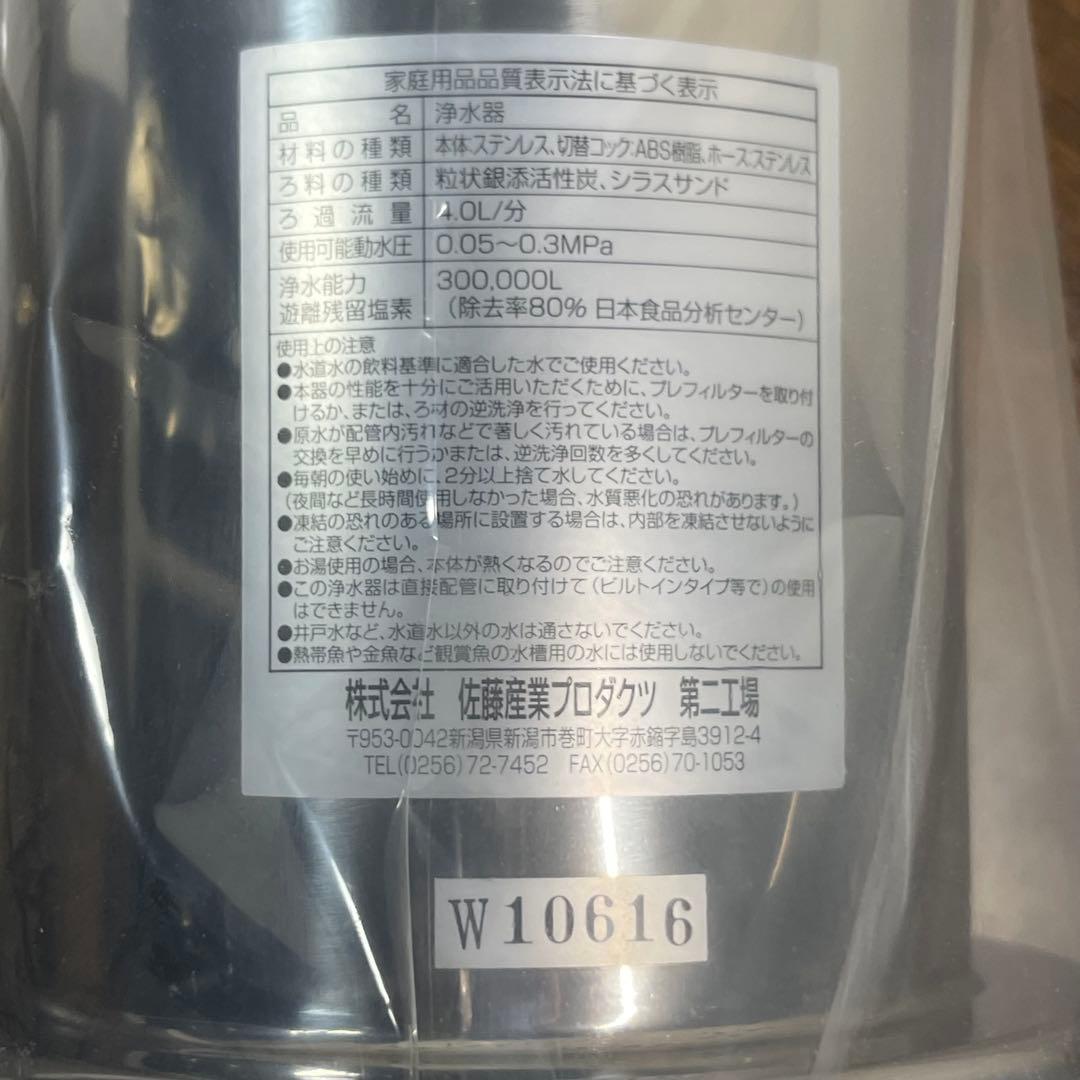 家庭用品品質表示法に基づく表示
品名 浄水器
材料の種類 本体:ステンレス、切替コック:ABS樹脂、ホース:ステンレス
ろ料の種類 粒状銀添活性炭、シラスサンド
ろ過流量 4.0L/分
使用可能動水圧 0.05〜0.3MPa
浄水能力 300,000L
遊離残留塩素 (除去率80% 日本食品分析センター)
使用上の注意
●水道水の飲料基準に適合した水でご使用ください。
●本器の性能を十分にご活用いただくために、プレフィルターを取り付
けるか、または、ろ材の逆洗浄を行ってください。
●原水が配管内汚れなどで著しく汚れている場合は、プレフィルターの
交換を早めに行うかまたは、逆洗浄回数を多くしてください。
●毎朝の使い始めに、2分以上捨て水してください。
(夜間など長時間使用しなかった場合、水質悪化の恐れがあります。)
●凍結の恐れのある場所に設置する場合は、内部を凍結させないように
ご注意ください。
●お湯使用の場合、本体が熱くなるのでご注意ください。
●この浄水器は直接配管に取り付けて(ビルトインタイプ等で)の使用
はできません。
●井戸水など、水道水以外の水は通さないでください。
●熱帯魚や金魚など観賞魚の水槽用の水には使用しないでください。
株式会社 佐藤産業プロダクツ 第二工場
〒953-0042新潟県新潟市巻町大字赤鏥字島3912-4
TEL(0256)72-7452 FAX(0256)70-1053
W10616